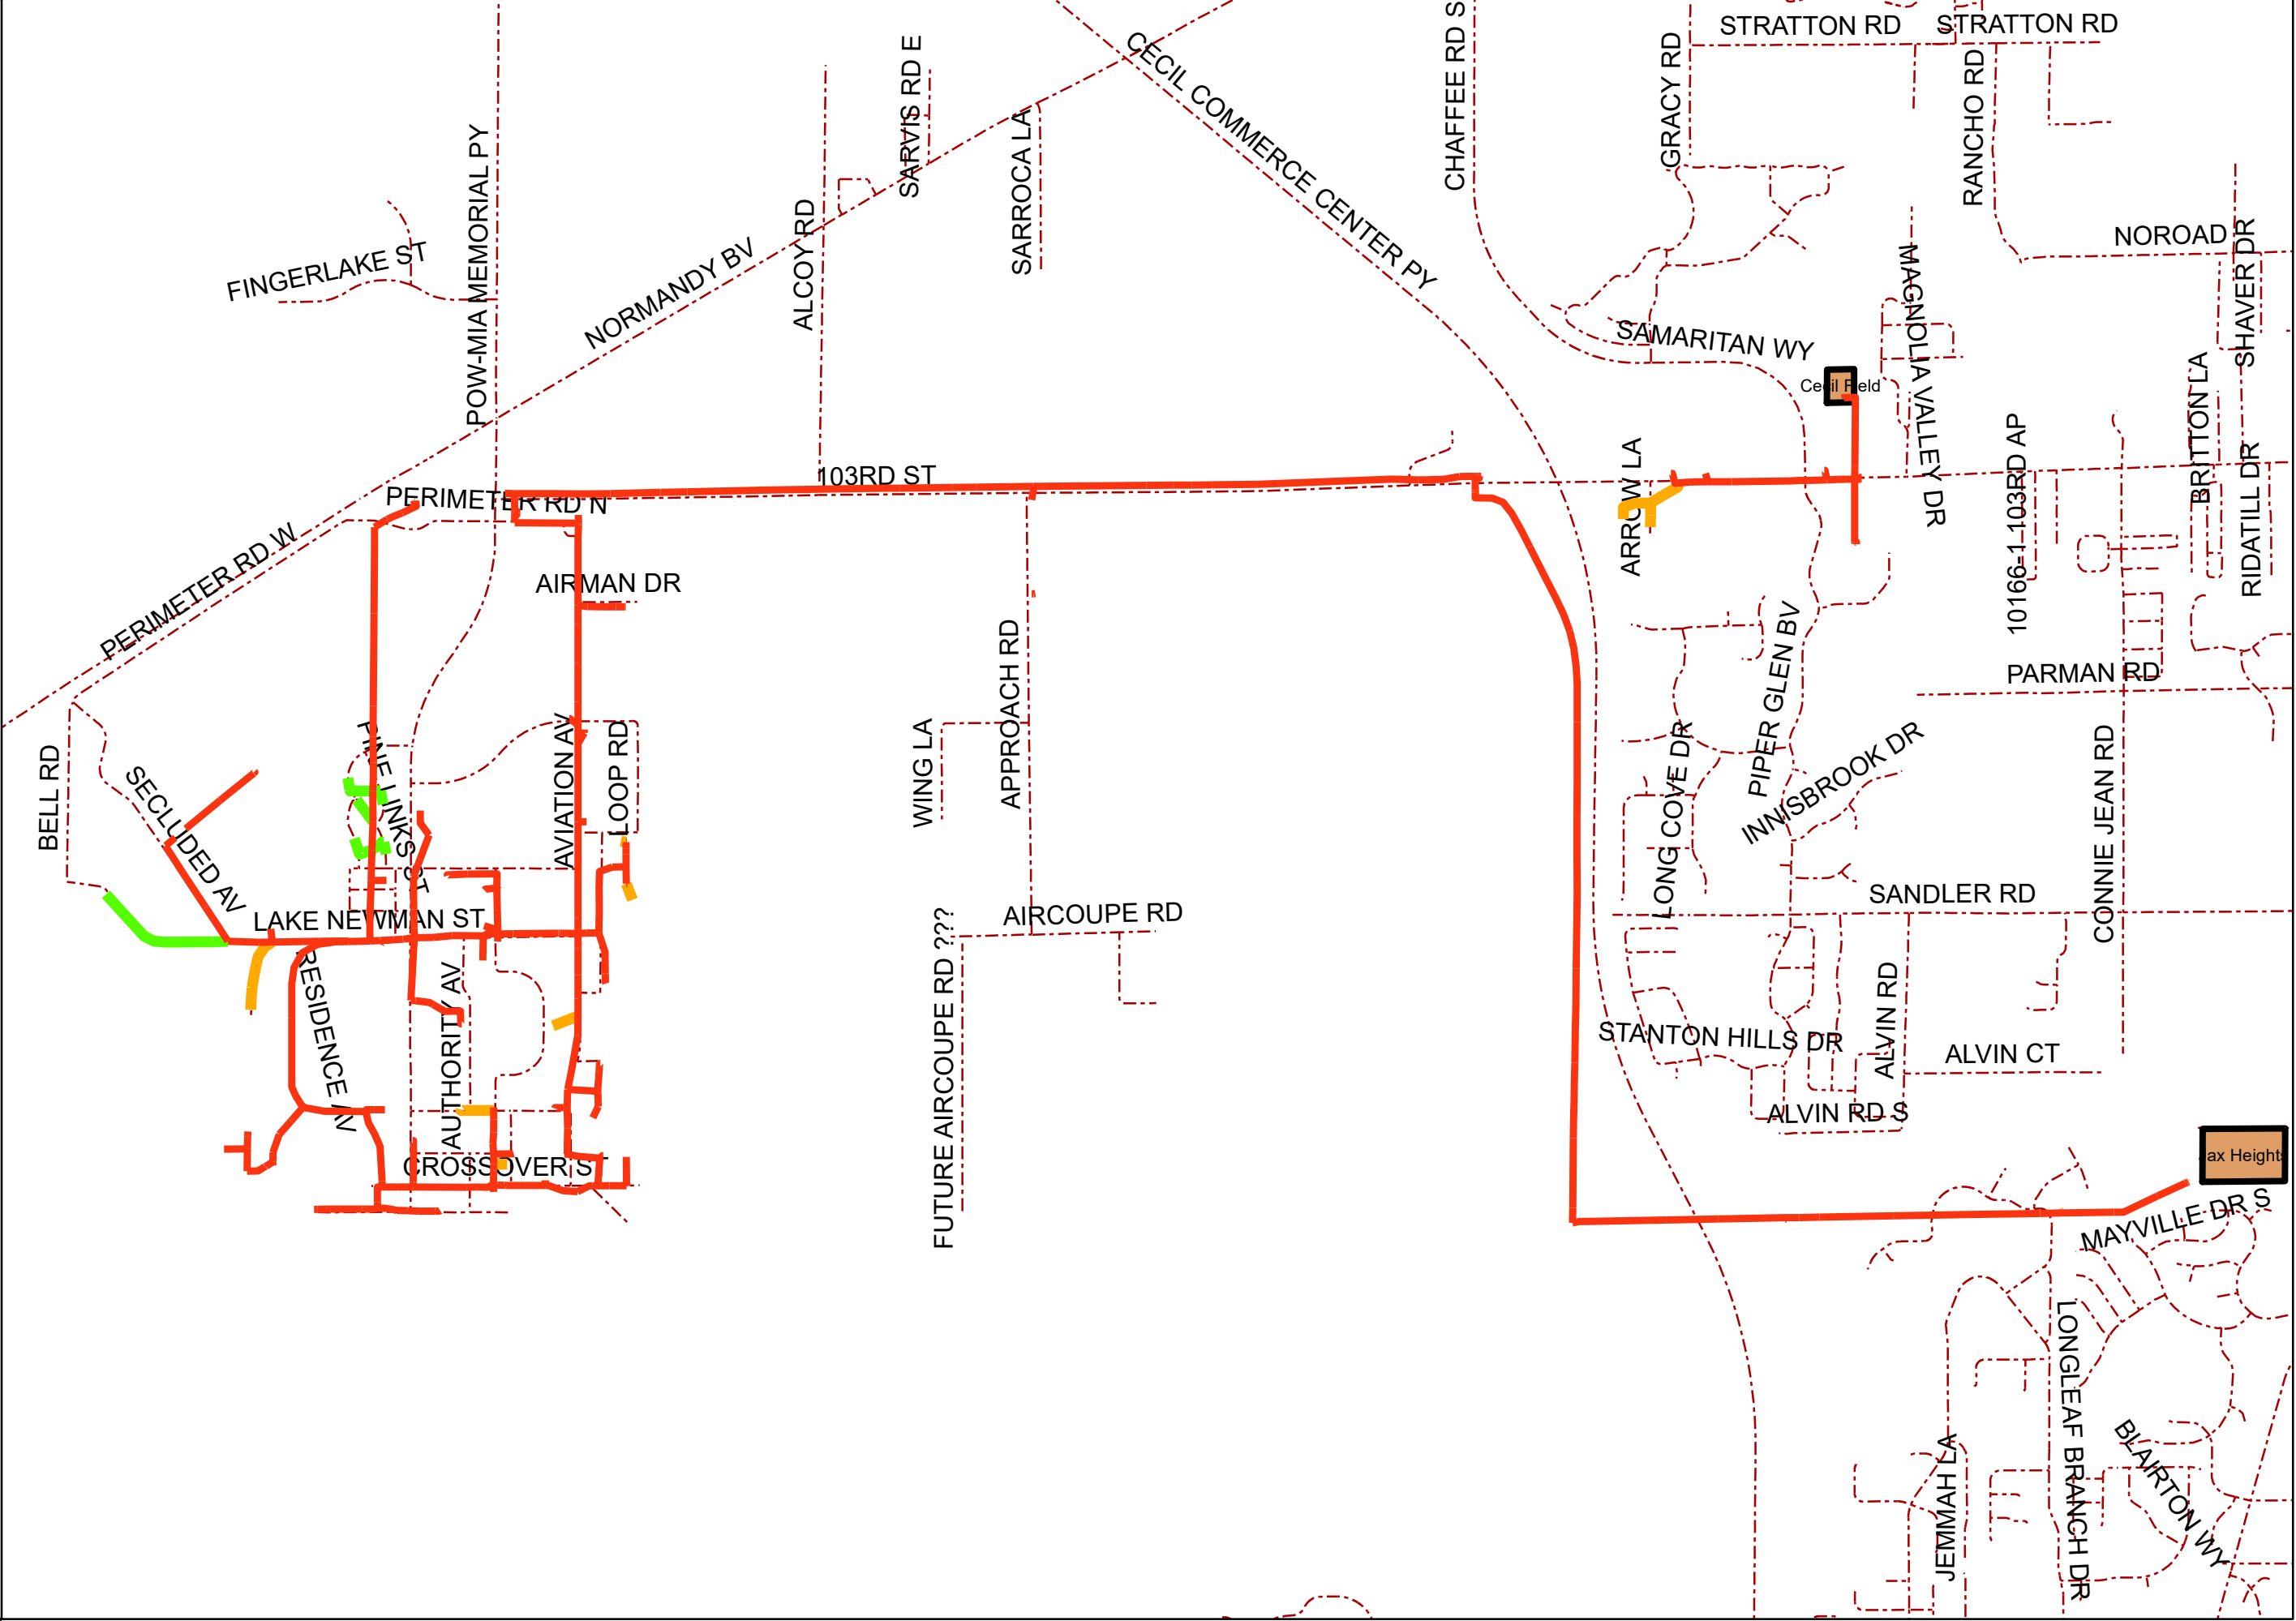 STRATTON RD
STRATTON RD
CECIL COMMERCE CENTER PY
CHAFFEE RD S
GRACY RD
RANCHO RD
SARVIS RD E
SARROCA LA
POW-MIA MEMORIAL PY
FINGERLAKE ST
NORMANDY BV
ALCOY RD
NOROAD
SHAVER DR
MAGNOLIA VALLEY DR
SAMARITAN WY
Cecil Field
BRITTON LA
103RD ST
PERIMETER RD N
ARROW LA
10166-1 103RD AP
RIDATILL DR
PERIMETER RD W
AIRMAN DR
APPROACH RD
PIPER GLEN BV
PARMAN RD
BELL RD
SECLUDED AV
PINE LINKS ST
AVIATION AV
LOOP RD
WING LA
LONG COVE DR
INNISBROOK DR
CONNIE JEAN RD
SANDLER RD
LAKE NEWMAN ST
AIRCOUPE RD
FUTURE AIRCOUPE RD ???
RESIDENCE AV
AUTHORITY AV
STANTON HILLS DR
ALVIN RD
ALVIN CT
ALVIN RD S
CROSSOVER ST
Jax Heights
MAYVILLE DR S
LONGLEAF BRANCH DR
JEMMAH LA
BLAIRTON WY